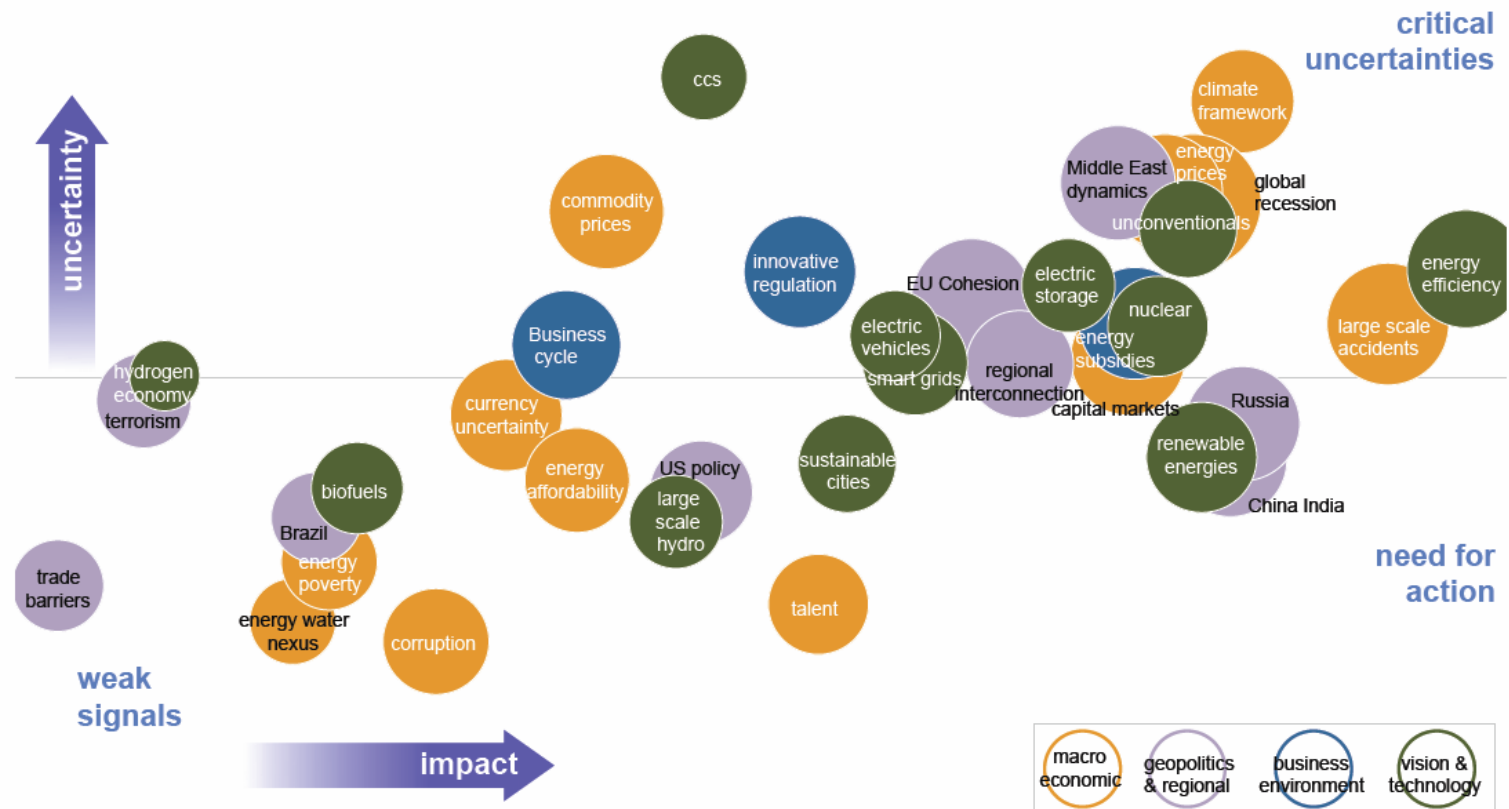 critical
uncertainties
ccs
climate
framework
uncertainty
energy
prices
Middle East
dynamics
global
recession
commodity
prices
unconventionals
innovative
regulation
EU Cohesion
electric
storage
energy
efficiency
nuclear
Business
cycle
electric
vehicles
energy
subsidies
large scale
accidents
smart grids
regional
interconnection
capital markets
hydrogen
economy
terrorism
currency
uncertainty
Russia
renewable
energies
China India
energy
affordability
US policy
large
scale
hydro
sustainable
cities
biofuels
Brazil
energy
poverty
trade
barriers
energy water
nexus
corruption
talent
need for
action
weak
signals
impact
macro
economic
geopolitics
& regional
business
environment
vision &
technology